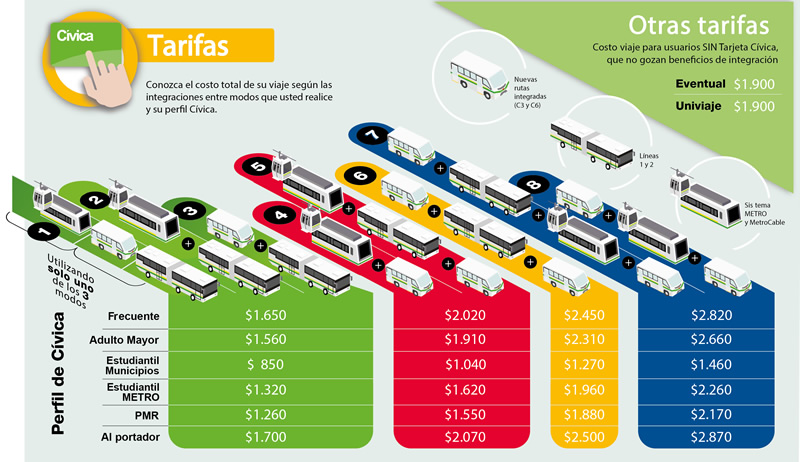 Cívica
Tarifas
Conozca el costo total de su viaje según las
integraciones entre modos que usted realice
y su perfil Cívica.
Otras tarifas
Costo viaje para usuarios SIN Tarjeta Cívica,
que no gozan beneficios de integración
Eventual $1.900
Univiaje $1.900
Nuevas
rutas
integradas
(C3 y C6)
Líneas
1 y 2
Sis tema
METRO
y MetroCable
1
2
3
4
5
6
7
8
+
+
+
+
+
+
+
+
+
+
+
+
+
Utilizando
solo uno
de los 3
modos
Perfil de Cívica
Frecuente $1.650 $2.020 $2.450 $2.820
Adulto Mayor $1.560 $1.910 $2.310 $2.660
Estudiantil
Municipios $ 850 $1.040 $1.270 $1.460
Estudiantil
METRO $1.320 $1.620 $1.960 $2.260
PMR $1.260 $1.550 $1.880 $2.170
Al portador $1.700 $2.070 $2.500 $2.870